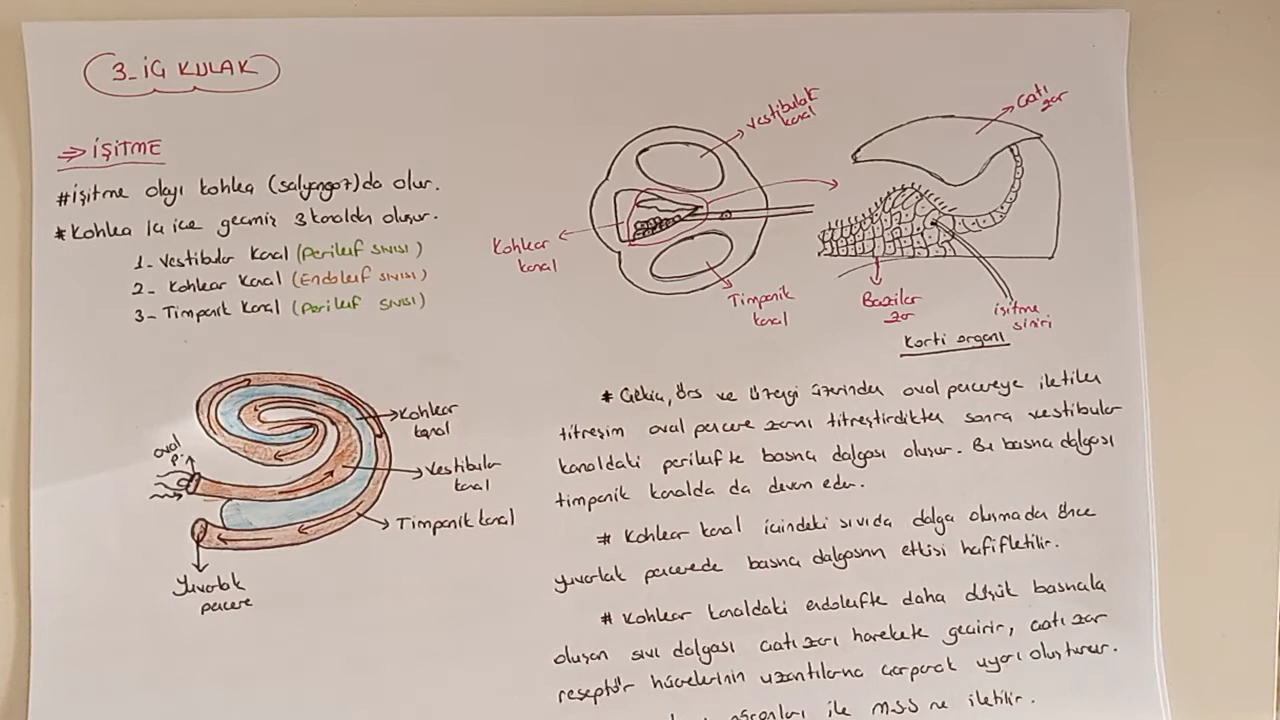 3- İÇ KULAK
⇒ İŞİTME
# İşitme olayı kohlea (salyangoz)da olur.
* Kohlea iç içe geçmiş 3 kanaldan oluşur.
1- Vestibular Kanal (Perilenf sıvısı)
2- Kohlear Kanal (Endolenf sıvısı)
3- Timpanik Kanal (Perilenf sıvısı)
vestibular
kanal
Kohlear
kanal
Timpanik
kanal
Çatı
zar
Baziler
zar
işitme
siniri
Korti organı
Kohlear
kanal
vestibular
kanal
Timpanik kanal
oval
p.
Yuvarlak
pencere
* Çekiç, Örs ve Üzengi üzerinden oval pencereye iletilen
titreşim oval pencere zarını titreştirdikten sonra vestibular
kanaldaki perilenfte basınç dalgası oluşur. Bu basınç dalgası
timpanik kanalda da devam eder.
* Kohlear kanal içindeki sıvıda dalga oluşmadan önce
yuvarlak pencerede basınç dalgasının etkisi hafifletilir.
* Kohlear kanaldaki endolenfte daha düşük basınçla
oluşan sıvı dalgası çatı zarı harekete geçirir, çatı zar
reseptör hücrelerinin uzantılarına çarparak uyarı oluşturur.
nöronları ile MSS ne iletilir.